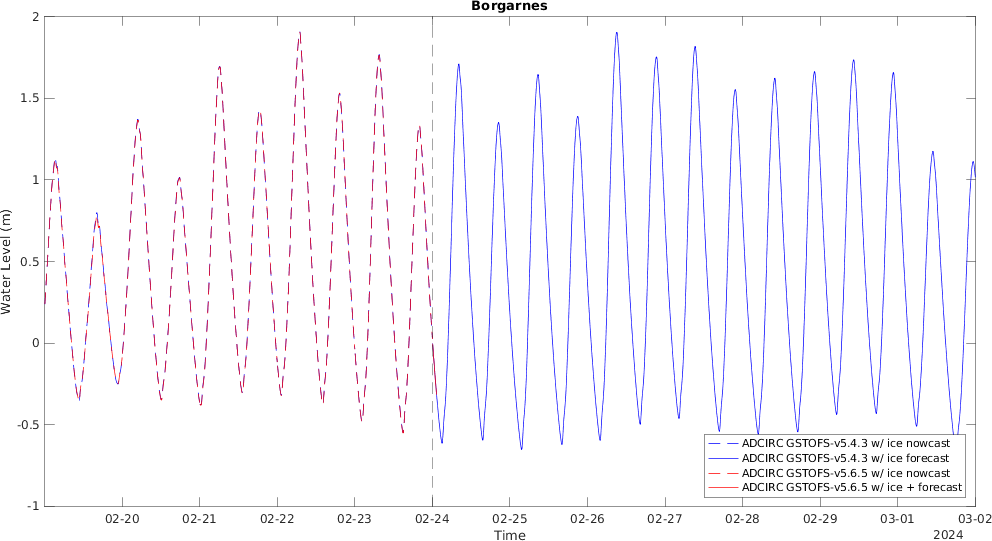 Borgarnes
2
1.5
1
0.5
0
-0.5
-1
Water Level (m)
02-20 02-21 02-22 02-23 02-24 02-25 02-26 02-27 02-28 02-29 03-01 03-02
Time
2024
ADCIRC GSTOFS-v5.4.3 w/ ice nowcast
ADCIRC GSTOFS-v5.4.3 w/ ice forecast
ADCIRC GSTOFS-v5.6.5 w/ ice nowcast
ADCIRC GSTOFS-v5.6.5 w/ ice + forecast